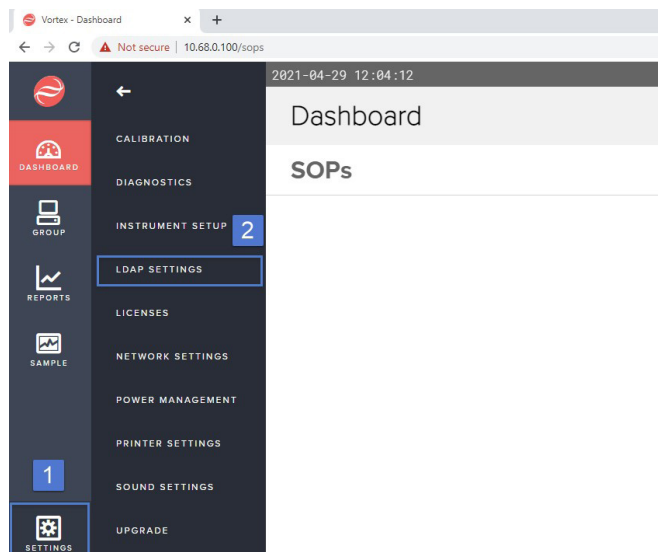 Vortex - Dashboard
Not secure | 10.68.0.100/sops
2021-04-29 12:04:12
Dashboard
SOPs
DASHBOARD
GROUP
REPORTS
SAMPLE
1
SETTINGS
CALIBRATION
DIAGNOSTICS
INSTRUMENT SETUP
2
LDAP SETTINGS
LICENSES
NETWORK SETTINGS
POWER MANAGEMENT
PRINTER SETTINGS
SOUND SETTINGS
UPGRADE